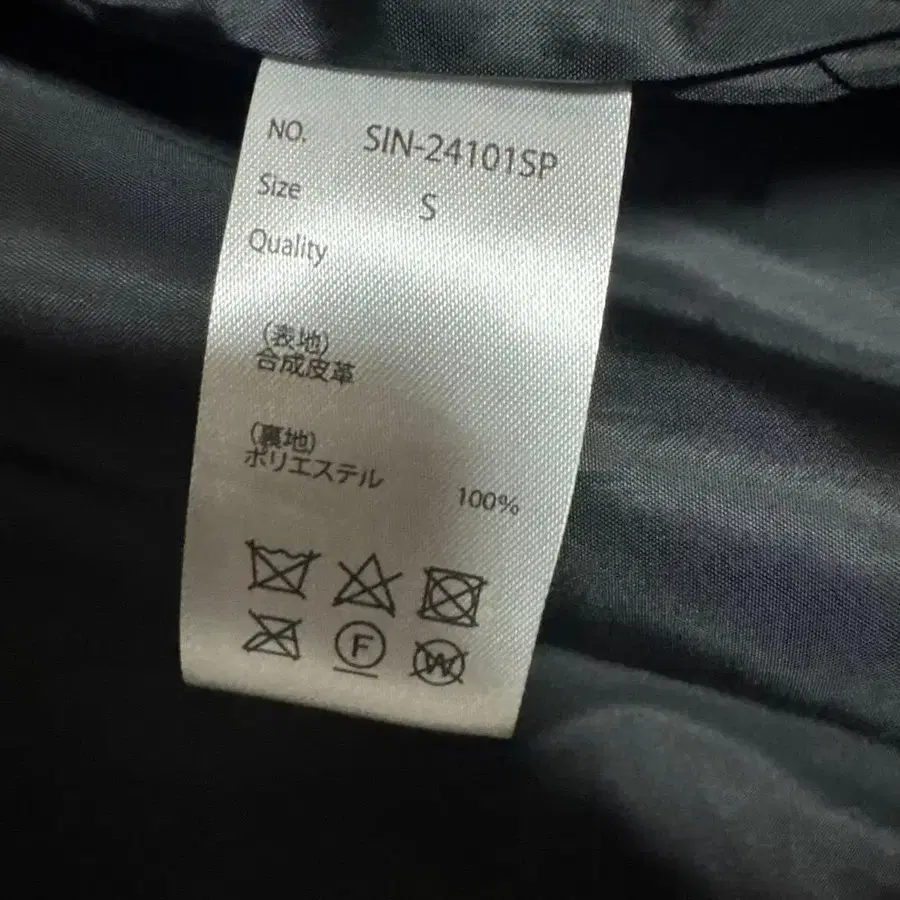 NO. SIN-24101SP
Size S
Quality
(表地)
合成皮革
(裏地)
ポリエステル 100%
F
W